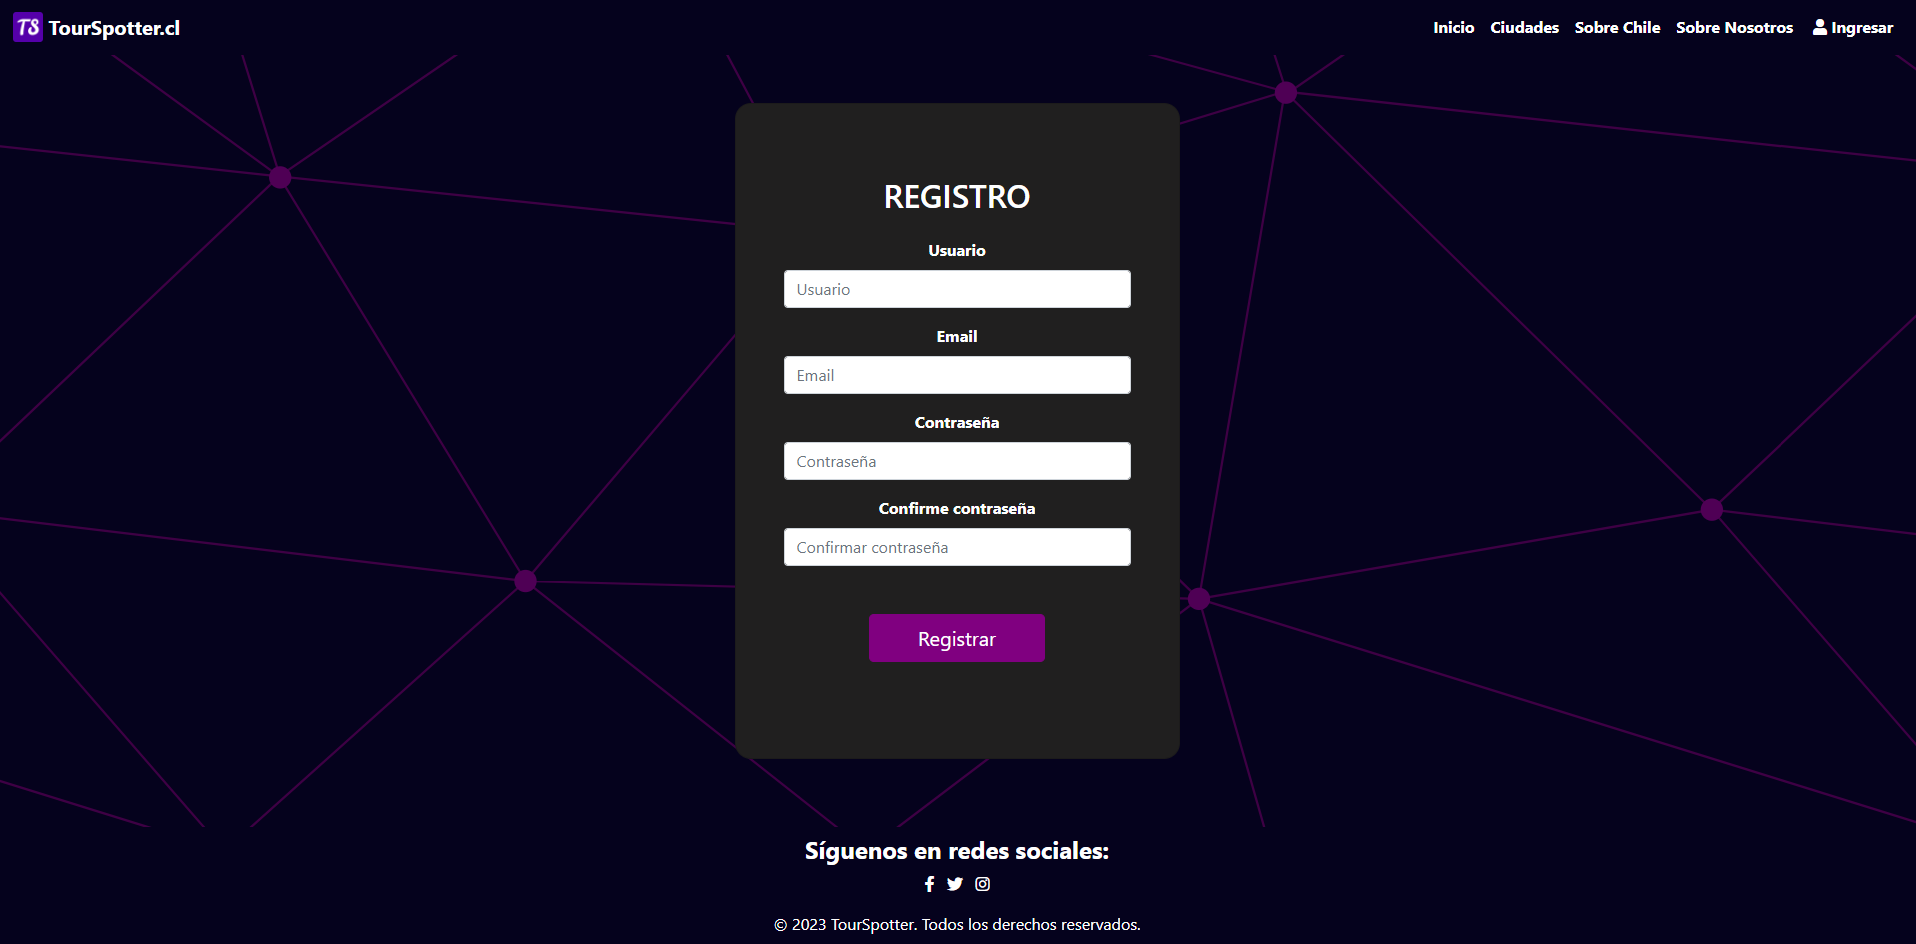 TS TourSpotter.cl
Inicio Ciudades Sobre Chile Sobre Nosotros Ingresar
REGISTRO
Usuario
Usuario
Email
Email
Contraseña
Contraseña
Confirme contraseña
Confirmar contraseña
Registrar
Síguenos en redes sociales:
© 2023 TourSpotter. Todos los derechos reservados.